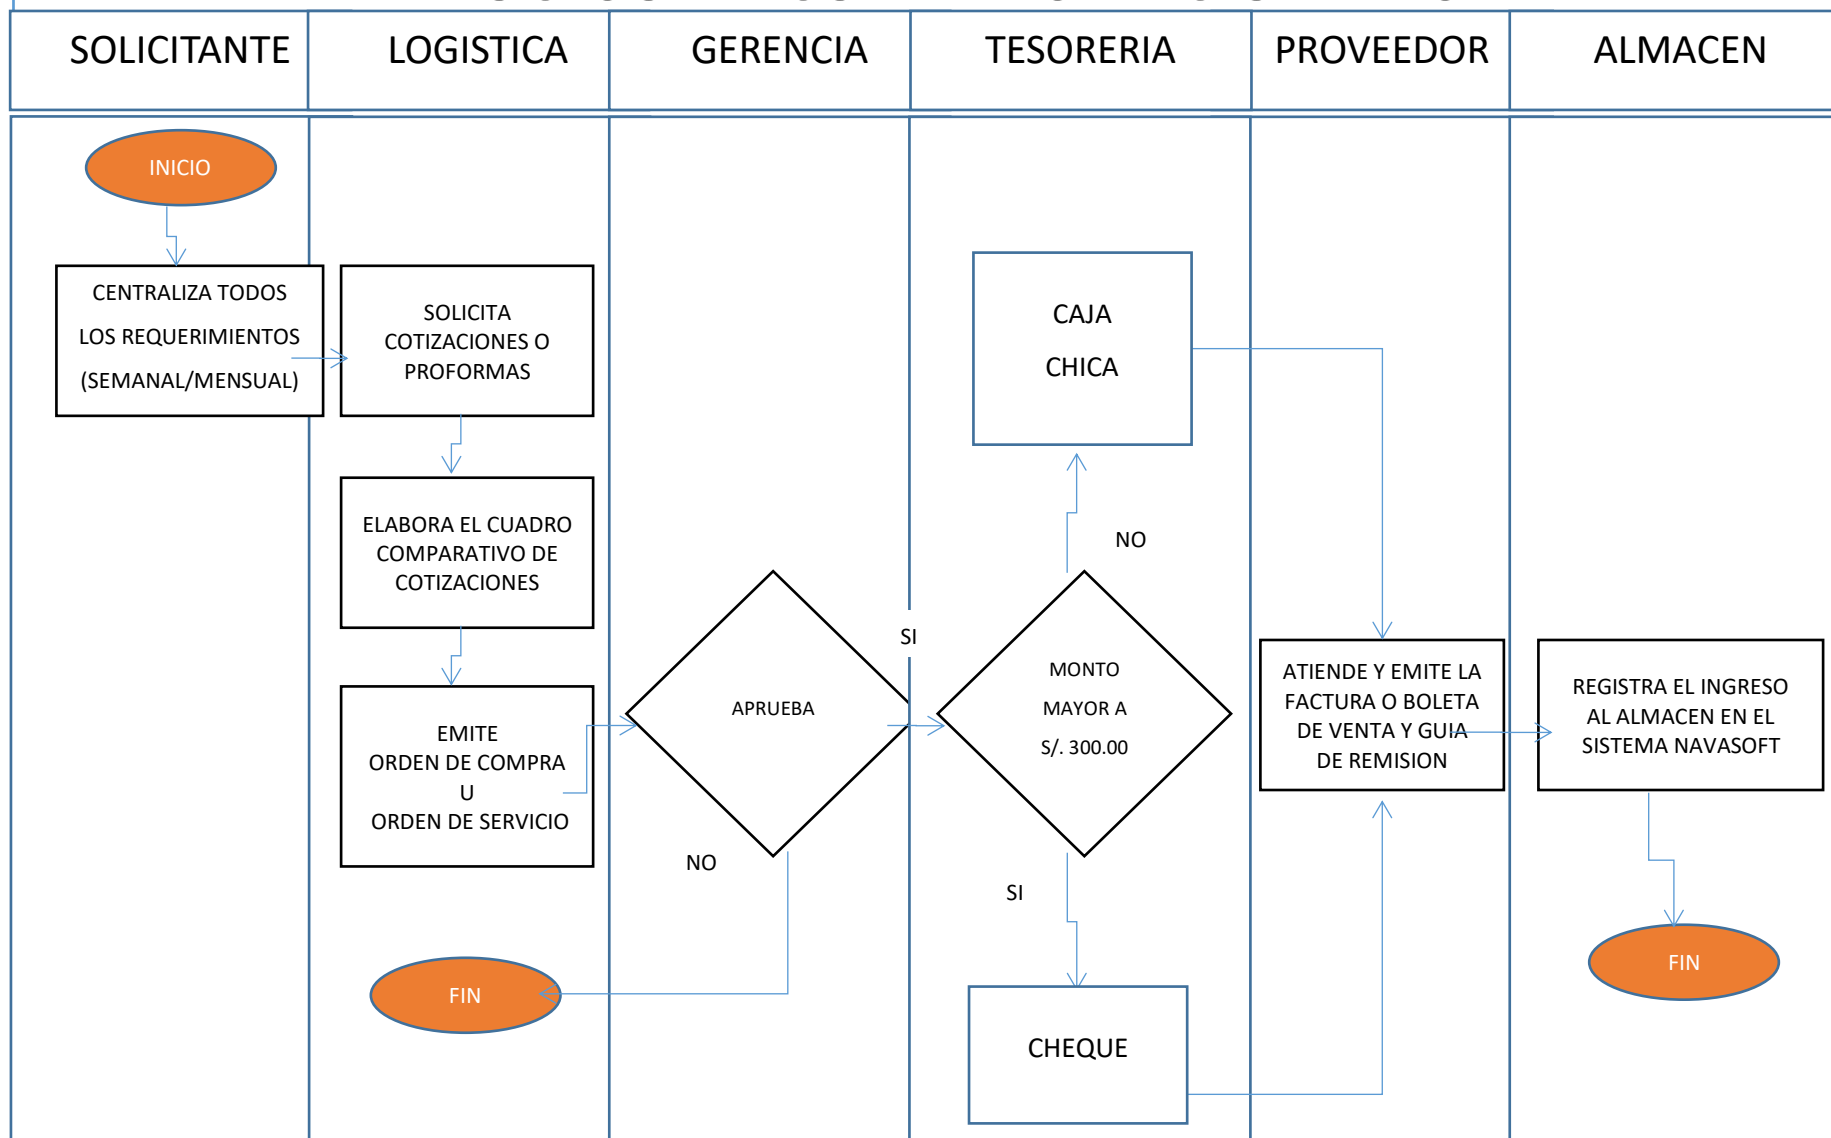 SOLICITANTE
LOGISTICA
GERENCIA
TESORERIA
PROVEEDOR
ALMACEN
INICIO
CENTRALIZA TODOS
LOS REQUERIMIENTOS
(SEMANAL/MENSUAL)
SOLICITA
COTIZACIONES O
PROFORMAS
ELABORA EL CUADRO
COMPARATIVO DE
COTIZACIONES
EMITE
ORDEN DE COMPRA
U
ORDEN DE SERVICIO
FIN
APRUEBA
NO
SI
CAJA
CHICA
NO
MONTO
MAYOR A
S/. 300.00
SI
CHEQUE
ATIENDE Y EMITE LA
FACTURA O BOLETA
DE VENTA Y GUIA
DE REMISION
REGISTRA EL INGRESO
AL ALMACEN EN EL
SISTEMA NAVASOFT
FIN